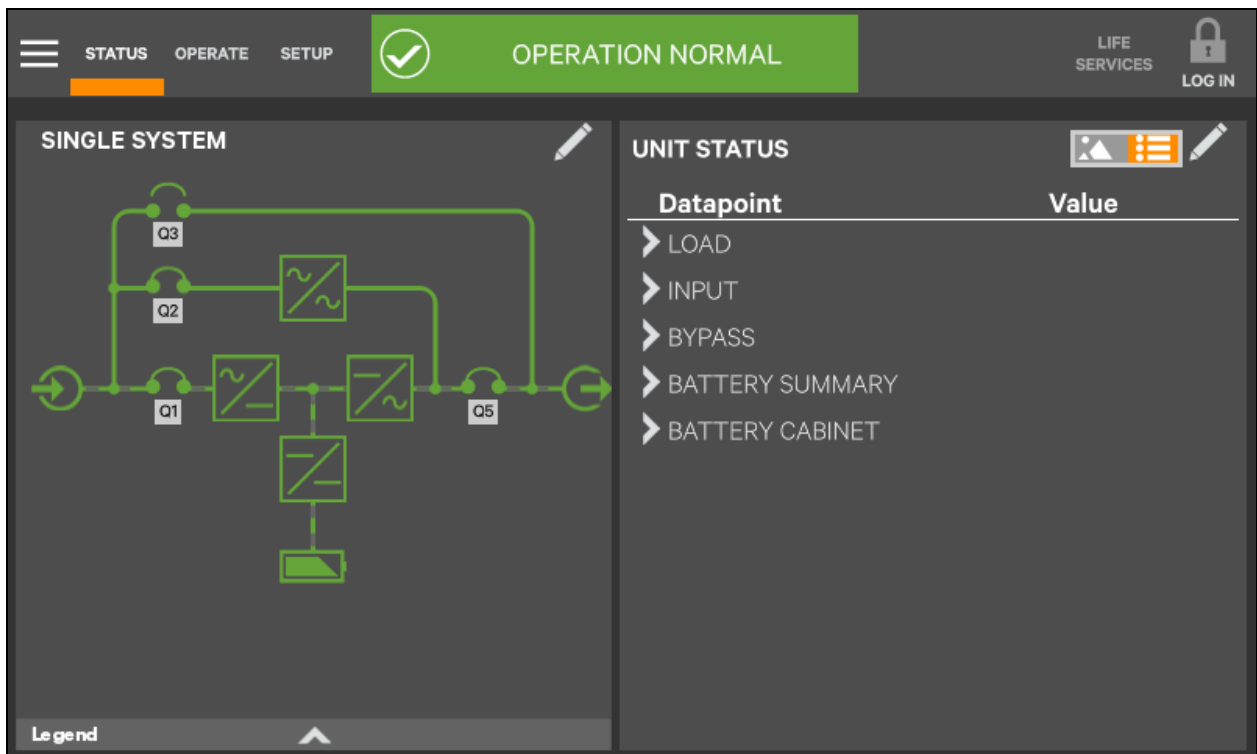 STATUS OPERATE SETUP OPERATION NORMAL LIFE SERVICES LOG IN
SINGLE SYSTEM
Q3
Q2
Q1 Q5
Legend
UNIT STATUS
Datapoint Value
LOAD
INPUT
BYPASS
BATTERY SUMMARY
BATTERY CABINET